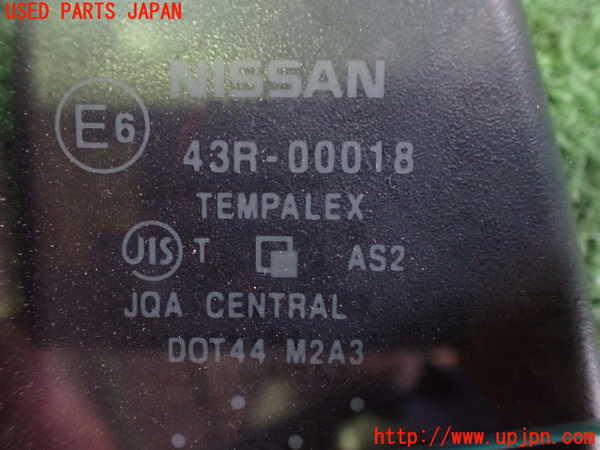 USED PARTS JAPAN
NISSAN
E6
43R-00018
TEMPALEX
JIS T AS2
JQA CENTRAL
DOT44 M2A3
http://www.upjpn.com